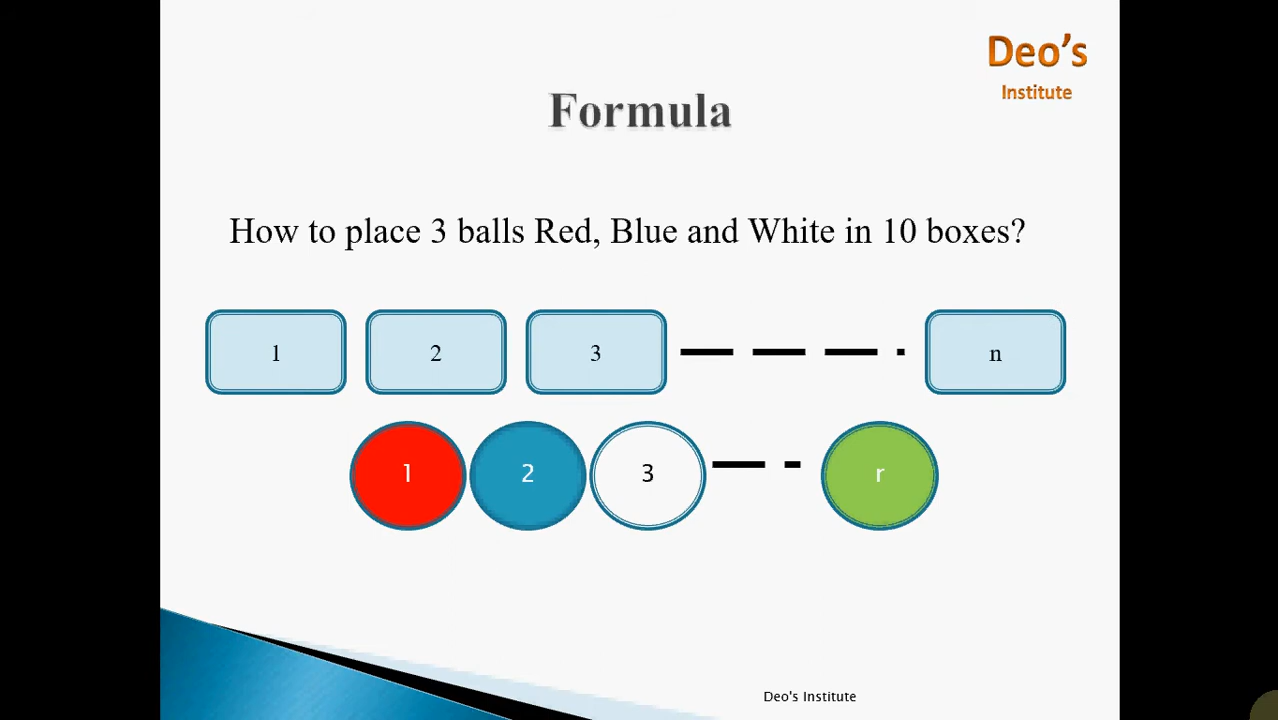 Deo's
Institute
Formula
How to place 3 balls Red, Blue and White in 10 boxes?
1 2 3 n
1 2 3 r
Deo's Institute